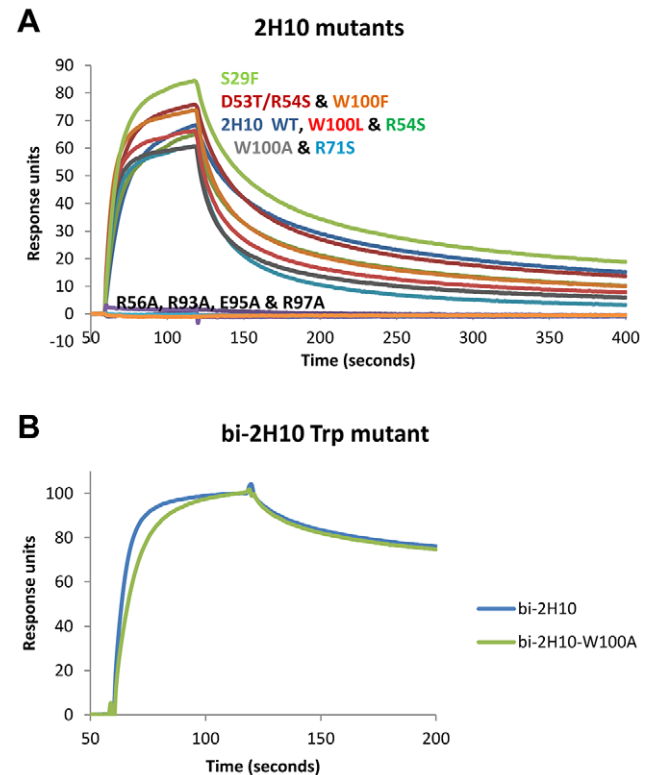 A
2H10 mutants
90
80
70
60
50
40
30
20
10
0
-10
Response units
S29F
D53T/R54S & W100F
2H10 WT, W100L & R54S
W100A & R71S
R56A, R93A, E95A & R97A
50 100 150 200 250 300 350 400
Time (seconds)
B
bi-2H10 Trp mutant
100
80
60
40
20
0
Response units
bi-2H10
bi-2H10-W100A
50 100 150 200
Time (seconds)